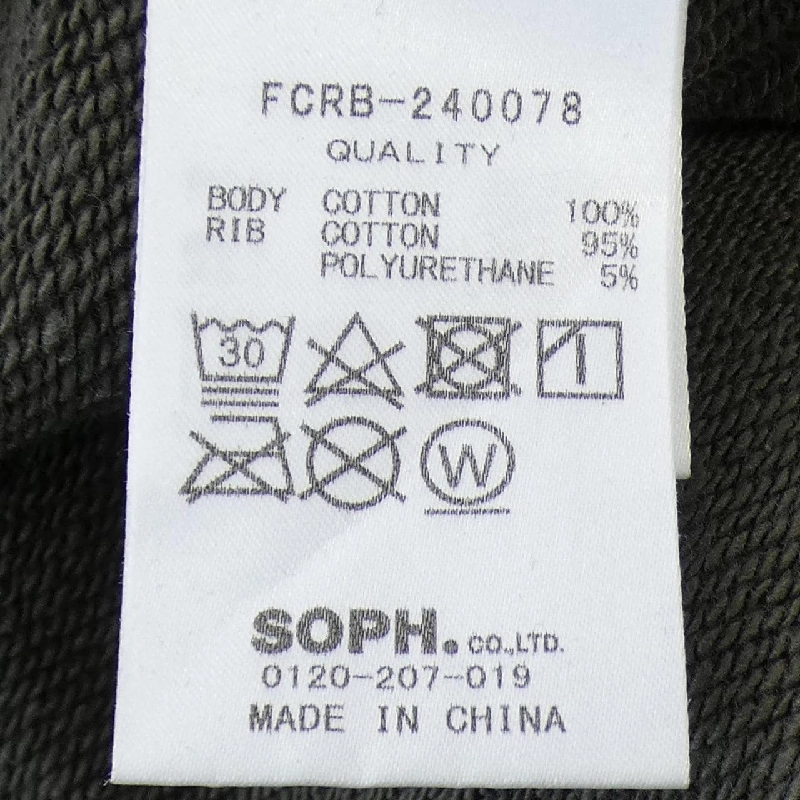 FCRB-240078
QUALITY
BODY COTTON 100%
RIB COTTON 95%
POLYURETHANE 5%
30
W
SOPH. CO.,LTD.
0120-207-019
MADE IN CHINA